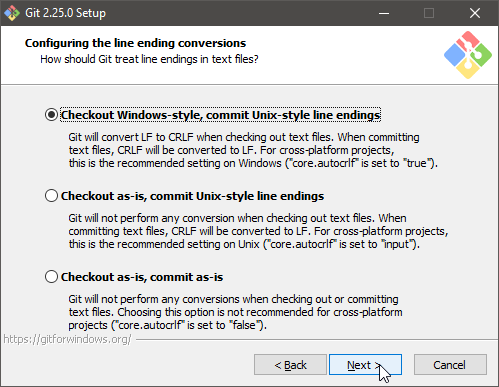 Git 2.25.0 Setup
Configuring the line ending conversions
How should Git treat line endings in text files?
Checkout Windows-style, commit Unix-style line endings
Git will convert LF to CRLF when checking out text files. When committing
text files, CRLF will be converted to LF. For cross-platform projects,
this is the recommended setting on Windows ("core.autocrlf" is set to "true").
Checkout as-is, commit Unix-style line endings
Git will not perform any conversion when checking out text files. When
committing text files, CRLF will be converted to LF. For cross-platform projects,
this is the recommended setting on Unix ("core.autocrlf" is set to "input").
Checkout as-is, commit as-is
Git will not perform any conversions when checking out or committing
text files. Choosing this option is not recommended for cross-platform
projects ("core.autocrlf" is set to "false").
https://gitforwindows.org/
< Back
Next >
Cancel